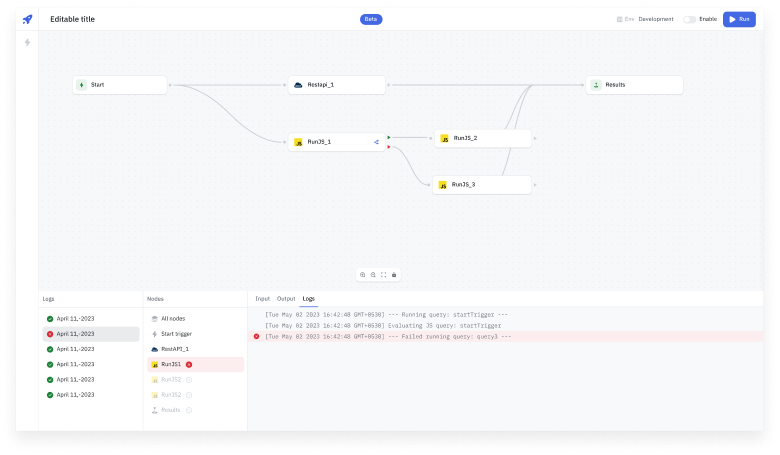 Editable title
Beta
Env Development
Enable
Run
Start
Restapi_1
Results
RunJS_1
RunJS_2
RunJS_3
Logs
April 11,-2023
April 11,-2023
April 11,-2023
April 11,-2023
April 11,-2023
April 11,-2023
Nodes
All nodes
Start trigger
RestAPI_1
RunJS1
RunJS2
RunJS2
Results
Input Output Logs
[Tue May 02 2023 16:42:48 GMT+0530] --- Running query: startTrigger ---
[Tue May 02 2023 16:42:48 GMT+0530] Evaluating JS query: startTrigger
[Tue May 02 2023 16:42:48 GMT+0530] --- Failed running query: query3 ---